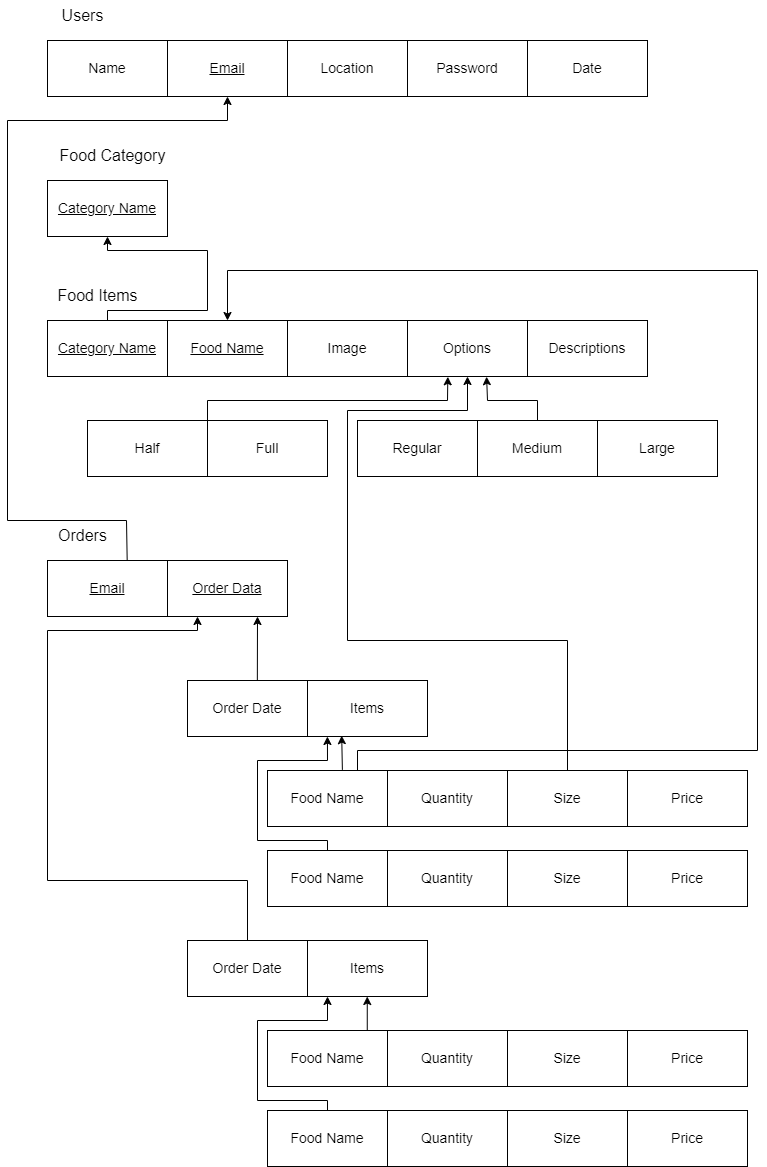 Users
Name Email Location Password Date
Food Category
Category Name
Food Items
Category Name Food Name Image Options Descriptions
Half Full Regular Medium Large
Orders
Email Order Data
Order Date Items
Food Name Quantity Size Price
Food Name Quantity Size Price
Order Date Items
Food Name Quantity Size Price
Food Name Quantity Size Price